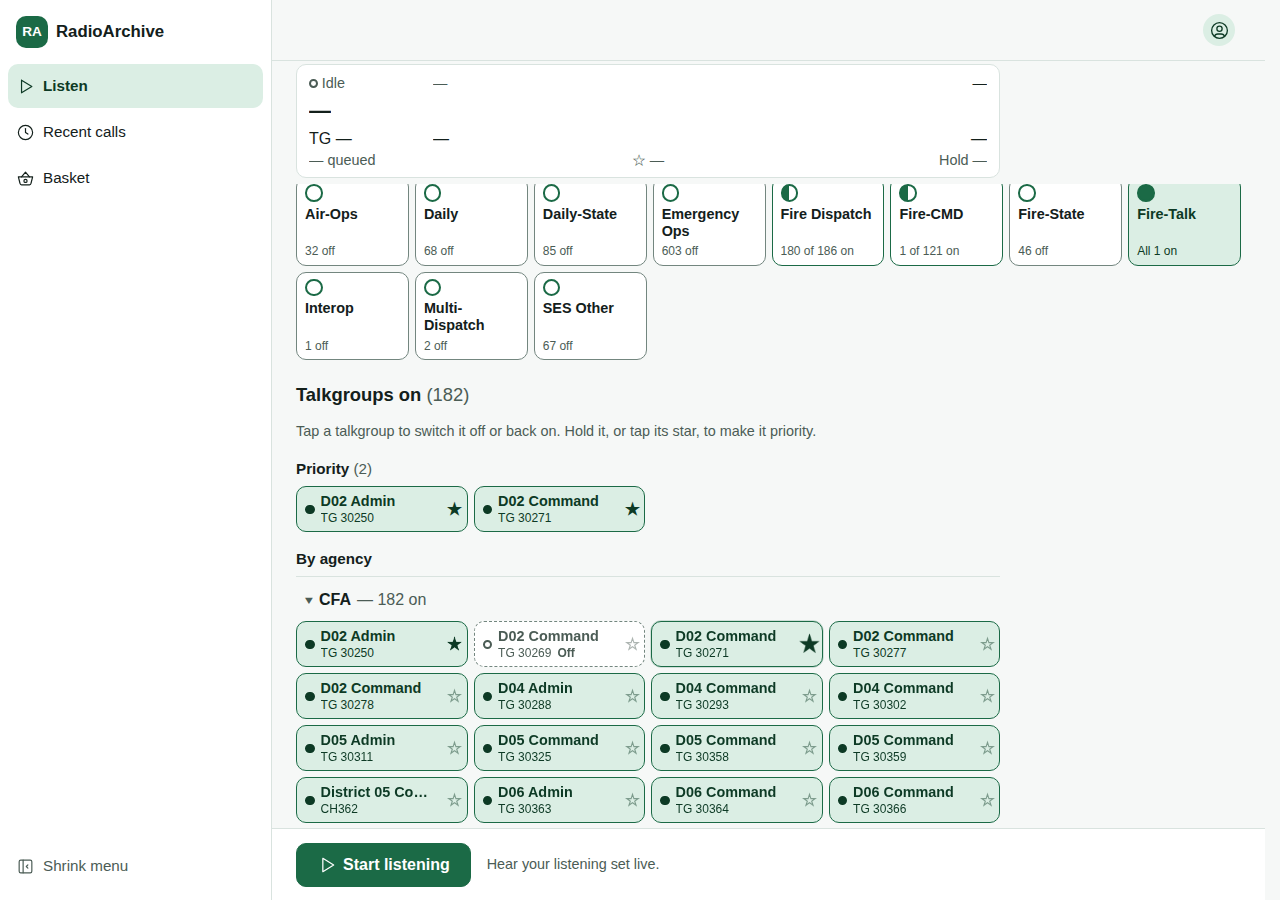 RA RadioArchive
Listen
Recent calls
Basket
Shrink menu
Idle — —
—
TG — — —
— queued ☆ — Hold —
Air-Ops
32 off
Daily
68 off
Daily-State
85 off
Emergency
Ops
603 off
Fire Dispatch
180 of 186 on
Fire-CMD
1 of 121 on
Fire-State
46 off
Fire-Talk
All 1 on
Interop
1 off
Multi-
Dispatch
2 off
SES Other
67 off
Talkgroups on (182)
Tap a talkgroup to switch it off or back on. Hold it, or tap its star, to make it priority.
Priority (2)
D02 Admin
TG 30250
★
D02 Command
TG 30271
★
By agency
▾ CFA — 182 on
D02 Admin
TG 30250
★
D02 Command
TG 30269 Off
☆
D02 Command
TG 30271
★
D02 Command
TG 30277
☆
D02 Command
TG 30278
☆
D04 Admin
TG 30288
☆
D04 Command
TG 30293
☆
D04 Command
TG 30302
☆
D05 Admin
TG 30311
☆
D05 Command
TG 30325
☆
D05 Command
TG 30358
☆
D05 Command
TG 30359
☆
District 05 Co…
CH362
☆
D06 Admin
TG 30363
☆
D06 Command
TG 30364
☆
D06 Command
TG 30366
☆
Start listening
Hear your listening set live.